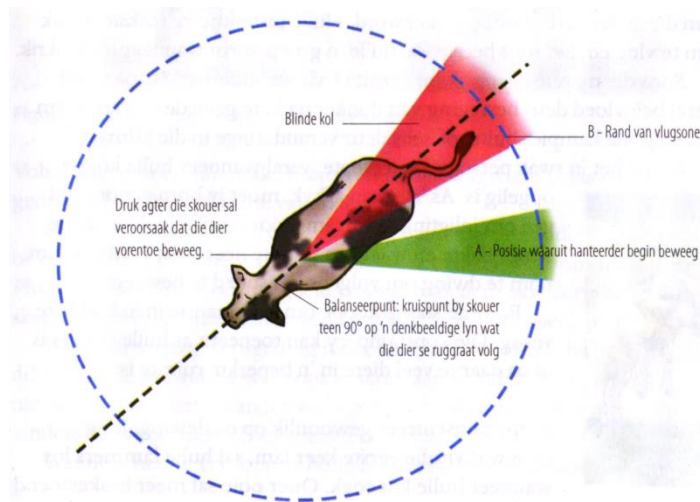 Blinde kol
B - Rand van vlugsone
Druk agter die skouer sal
veroorsaak dat die dier
vorentoe beweeg.
A - Posisie waaruit hanteerder begin beweeg
Balanseerpunt: kruispunt by skouer
teen 90° op 'n denkbeeldige lyn wat
die dier se ruggraat volg